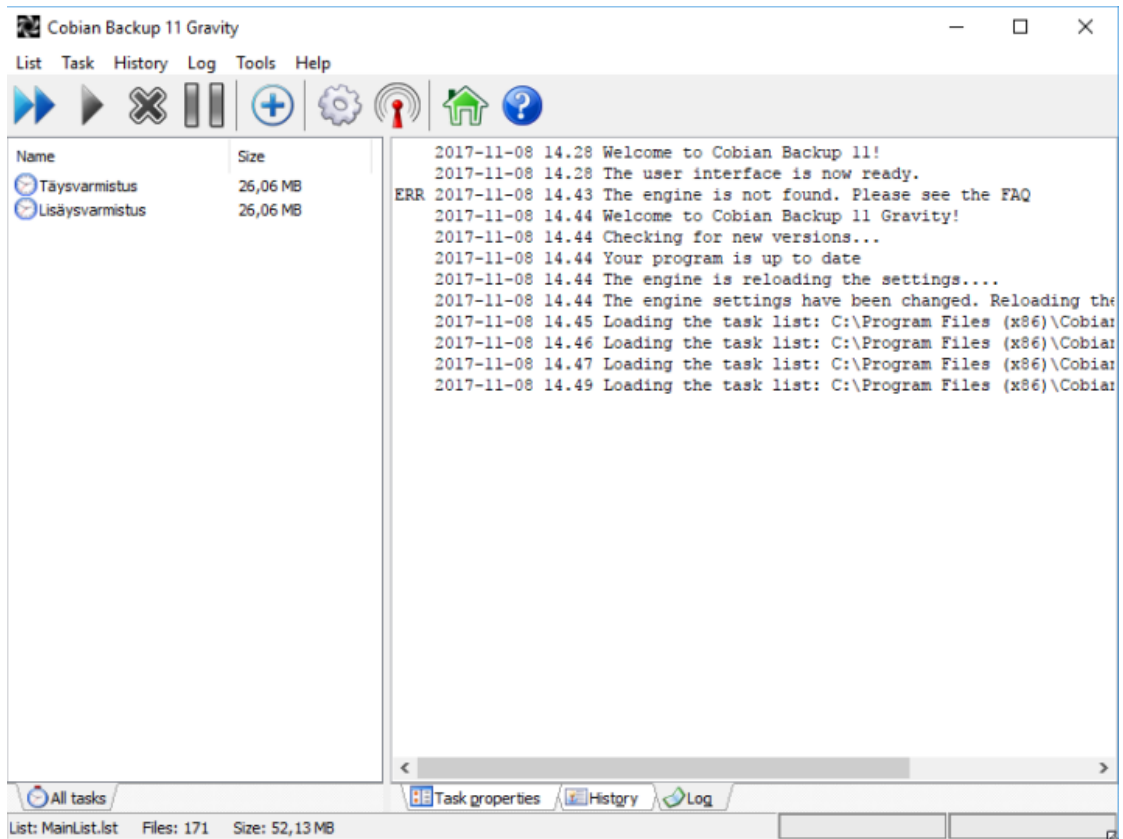 Cobian Backup 11 Gravity
List Task History Log Tools Help
Name Size
Täysvarmistus 26,06 MB
Lisäysvarmistus 26,06 MB
2017-11-08 14.28 Welcome to Cobian Backup 11!
2017-11-08 14.28 The user interface is now ready.
ERR 2017-11-08 14.43 The engine is not found. Please see the FAQ
2017-11-08 14.44 Welcome to Cobian Backup 11 Gravity!
2017-11-08 14.44 Checking for new versions...
2017-11-08 14.44 Your program is up to date
2017-11-08 14.44 The engine is reloading the settings....
2017-11-08 14.44 The engine settings have been changed. Reloading the
2017-11-08 14.45 Loading the task list: C:\Program Files (x86)\Cobian
2017-11-08 14.46 Loading the task list: C:\Program Files (x86)\Cobian
2017-11-08 14.47 Loading the task list: C:\Program Files (x86)\Cobian
2017-11-08 14.49 Loading the task list: C:\Program Files (x86)\Cobian
All tasks
Task properties History Log
List: MainList.lst Files: 171 Size: 52,13 MB